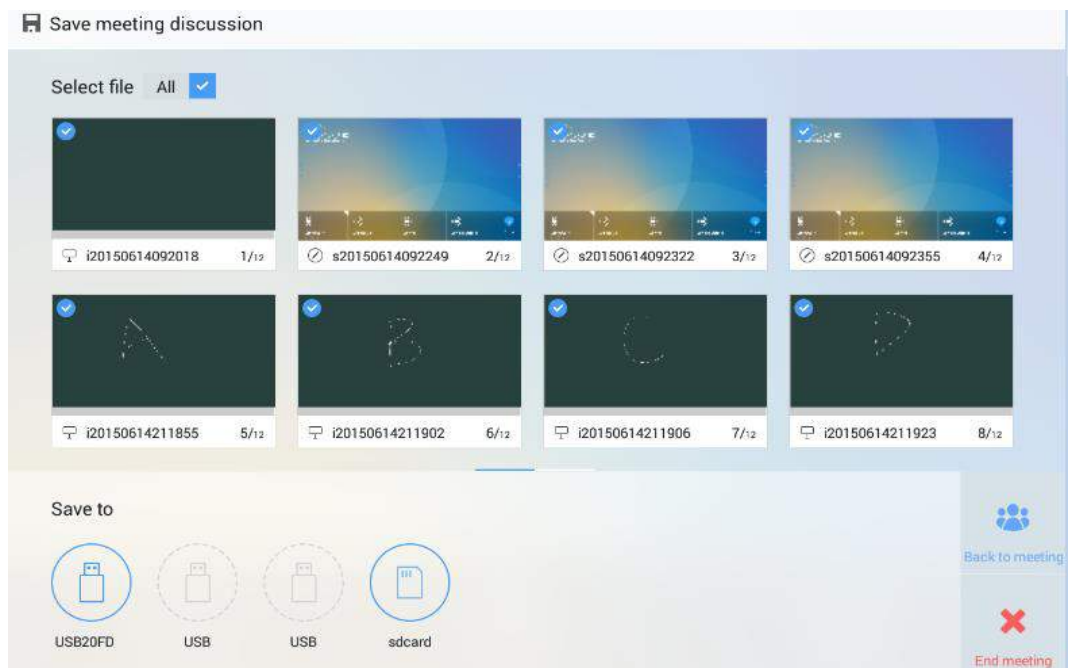 Save meeting discussion
Select file All
i20150614092018 1/12
s20150614092249 2/12
s20150614092322 3/12
s20150614092355 4/12
A
B
C
D
i20150614211855 5/12
i20150614211902 6/12
i20150614211906 7/12
i20150614211923 8/12
Save to
Back to meeting
USB20FD
USB
USB
sdcard
End meeting